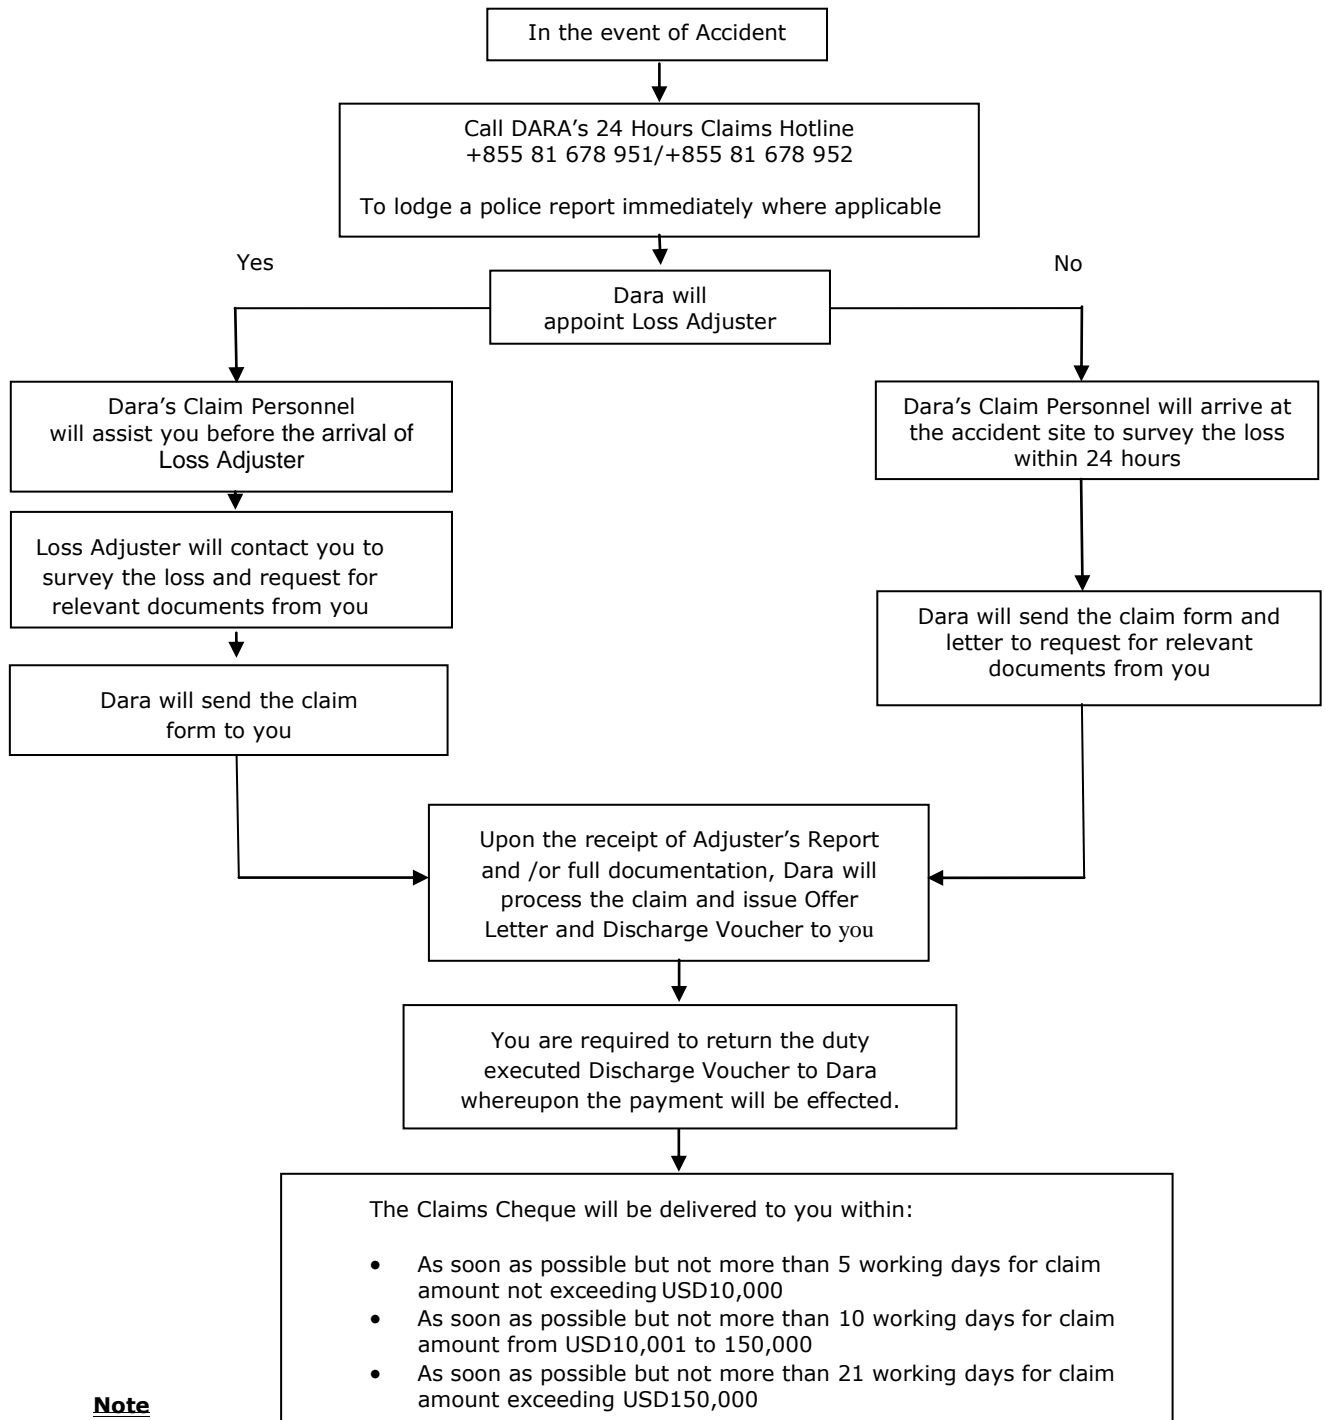 In the event of Accident
Call DARA's 24 Hours Claims Hotline
+855 81 678 951/+855 81 678 952
To lodge a police report immediately where applicable
Yes
No
Dara will
appoint Loss Adjuster
Dara's Claim Personnel
will assist you before the arrival of
Loss Adjuster
Dara's Claim Personnel will arrive at
the accident site to survey the loss
within 24 hours
Loss Adjuster will contact you to
survey the loss and request for
relevant documents from you
Dara will send the claim form and
letter to request for relevant
documents from you
Dara will send the claim
form to you
Upon the receipt of Adjuster's Report
and /or full documentation, Dara will
process the claim and issue Offer
Letter and Discharge Voucher to you
You are required to return the duty
executed Discharge Voucher to Dara
whereupon the payment will be effected.
The Claims Cheque will be delivered to you within:
• As soon as possible but not more than 5 working days for claim
amount not exceeding USD10,000
• As soon as possible but not more than 10 working days for claim
amount from USD10,001 to 150,000
• As soon as possible but not more than 21 working days for claim
amount exceeding USD150,000
Note